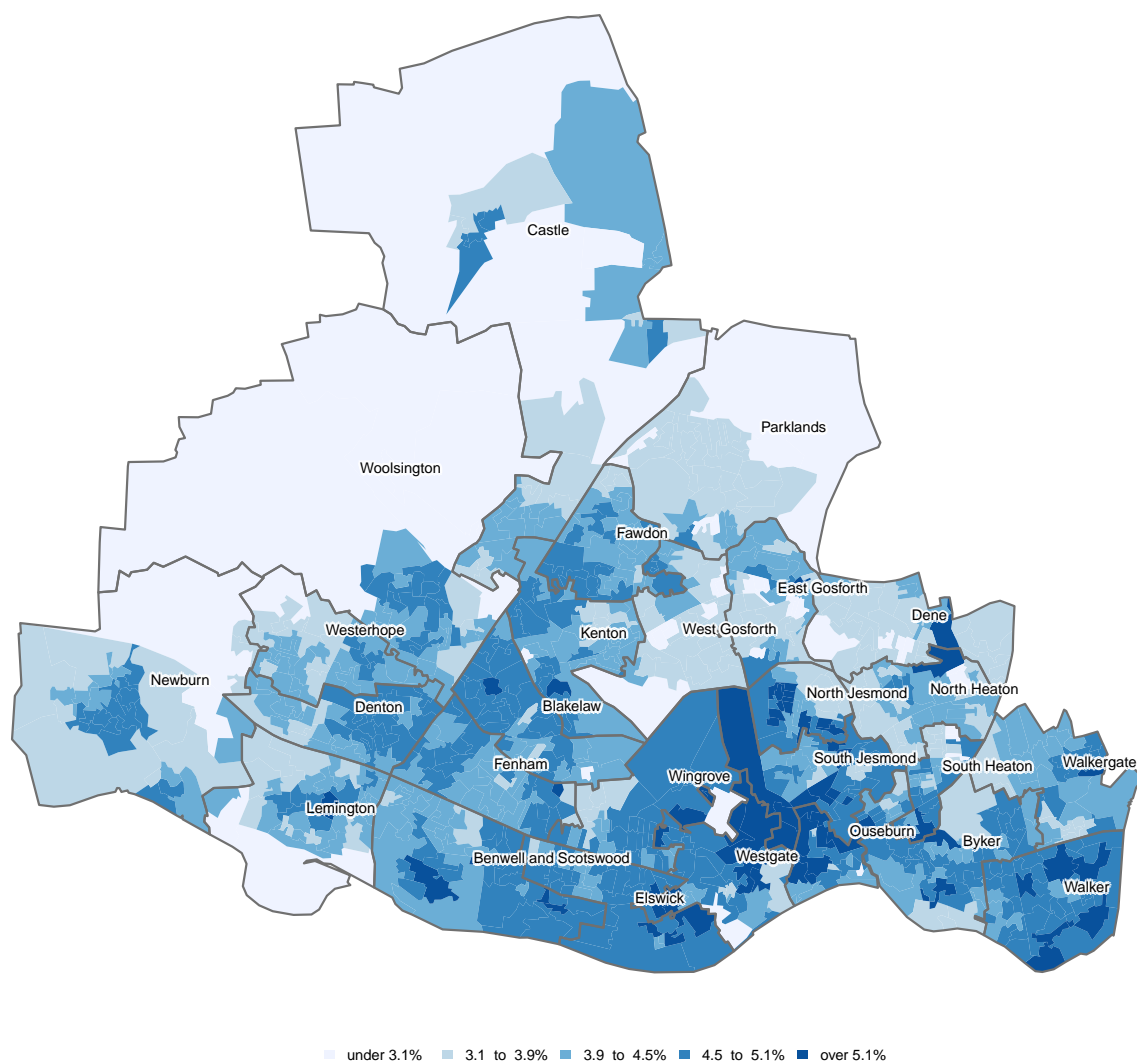 Castle
Parklands
Woolsington
Fawdon
East Gosforth
Dene
Westerhope
Kenton
West Gosforth
Newburn
North Jesmond
North Heaton
Denton
Blakelaw
Fenham
South Jesmond
South Heaton
Walkergate
Wingrove
Lemington
Ouseburn
Byker
Benwell and Scotswood
Westgate
Walker
Elswick
under 3.1% 3.1 to 3.9% 3.9 to 4.5% 4.5 to 5.1% over 5.1%